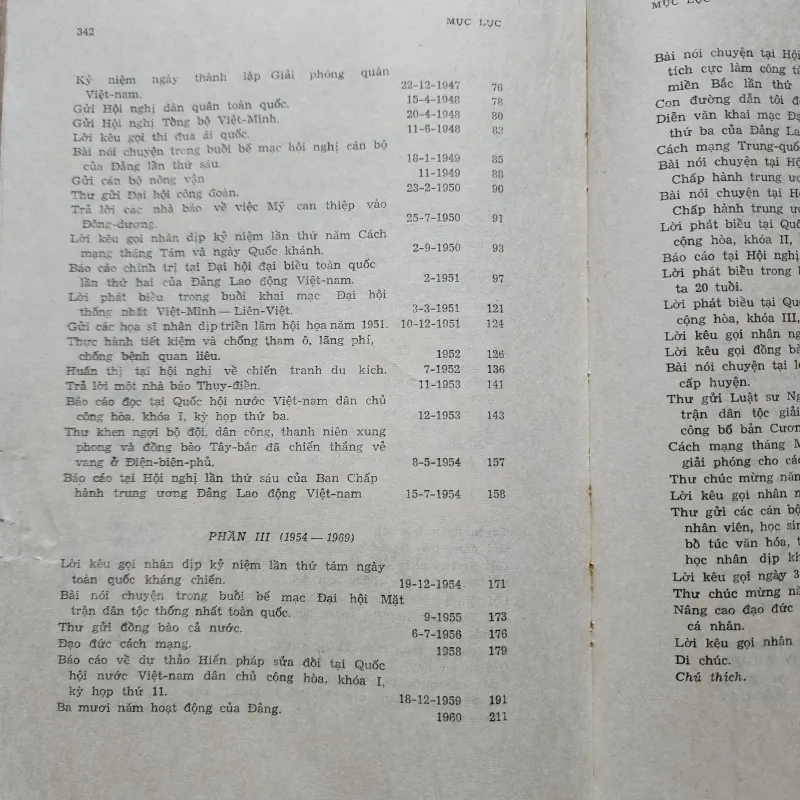 342
MỤC LỤC
Kỷ niệm ngày thành lập Giải phóng quân
Việt-nam. 22-12-1947 76
Gửi Hội nghị dân quân toàn quốc. 15-4-1948 78
Gửi Hội nghị Tổng bộ Việt-Minh. 20-4-1948 80
Lời kêu gọi thi đua ái quốc. 11-6-1948 83
Bài nói chuyện trong buổi bế mạc hội nghị cán bộ
của Đảng lần thứ sáu. 18-1-1949 85
Gửi cán bộ nông vận 11-1949 88
Thư gửi Đại hội công đoàn. 23-2-1950 90
Trả lời các nhà báo về việc Mỹ can thiệp vào
Đông-dương. 25-7-1950 91
Lời kêu gọi nhân dịp kỷ niệm lần thứ năm Cách
mạng tháng Tám và ngày Quốc khánh. 2-9-1950 93
Báo cáo chính trị tại Đại hội đại biểu toàn quốc
lần thứ hai của Đảng Lao động Việt-nam. 2-1951 97
Lời phát biểu trong buổi khai mạc Đại hội
thống nhất Việt-Minh — Liên-Việt. 3-3-1951 121
Gửi các họa sĩ nhân dịp triển lãm hội họa năm 1951. 10-12-1951 124
Thực hành tiết kiệm và chống tham ô, lãng phí,
chống bệnh quan liêu. 1952 126
Huấn thị tại hội nghị về chiến tranh du kích. 7-1952 136
Trả lời một nhà báo Thụy-điển. 11-1953 141
Báo cáo đọc tại Quốc hội nước Việt-nam dân chủ
cộng hòa, khóa I, kỳ họp thứ ba. 12-1953 143
Thư khen ngợi bộ đội, dân công, thanh niên xung
phong và đồng bào Tây-bắc đã chiến thắng vẻ
vang ở Điện-biên-phủ. 8-5-1954 157
Báo cáo tại Hội nghị lần thứ sáu của Ban Chấp
hành trung ương Đảng Lao động Việt-nam 15-7-1954 158
PHẦN III (1954 — 1969)
Lời kêu gọi nhân dịp kỷ niệm lần thứ tám ngày
toàn quốc kháng chiến. 19-12-1954 171
Bài nói chuyện trong buổi bế mạc Đại hội Mặt
trận dân tộc thống nhất toàn quốc. 9-1955 173
Thư gửi đồng bào cả nước. 6-7-1956 176
Đạo đức cách mạng. 1958 179
Báo cáo về dự thảo Hiến pháp sửa đổi tại Quốc
hội nước Việt-nam dân chủ cộng hòa, khóa I,
kỳ họp thứ 11. 18-12-1959 191
Ba mươi năm hoạt động của Đảng. 1960 211
MỤC LỤC
Bài nói chuyện tại Hội
tích cực làm công
miền Bắc lần thứ
Con đường dẫn tôi
Diễn văn khai mạc
thứ ba của Đảng
Cách mạng
Bài nói chuyện tại
Chấp hành trung
Bài nói chuyện tại
Chấp hành trung
Lời phát biểu tại
cộng hòa, khóa II,
Báo cáo tại Hội nghị
Lời phát biểu trong
ta 20 tuổi.
Lời phát biểu tại
cộng hòa, khóa III,
Lời kêu gọi nhân
Lời kêu gọi đồng
Bài nói chuyện tại
cấp huyện.
Thư gửi Luật sư
trận dân tộc
công bố bản
Cách mạng tháng
giải phóng cho
Thư chúc mừng
Lời kêu gọi nhân
Thư gửi các cán
nhân viên, học
bổ túc văn hóa,
học nhân dịp
Lời kêu gọi ngày
Thư chúc mừng
Nâng cao đạo đức
cá nhân.
Lời kêu gọi nhân
Di chúc.
Chú thích.